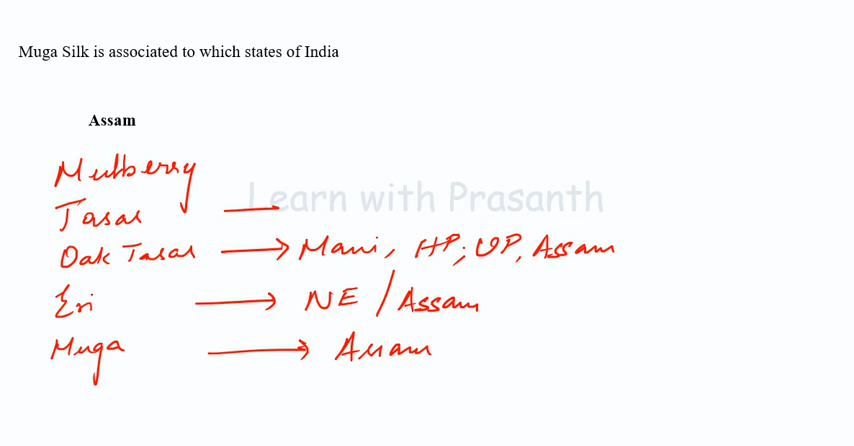 Muga Silk is associated to which states of India
Assam
Mulberry
Learn with Prasanth
Tasar —
Oak Tasar → Mani, HP, UP, Assam
Eri → NE / Assam
Muga → Assam